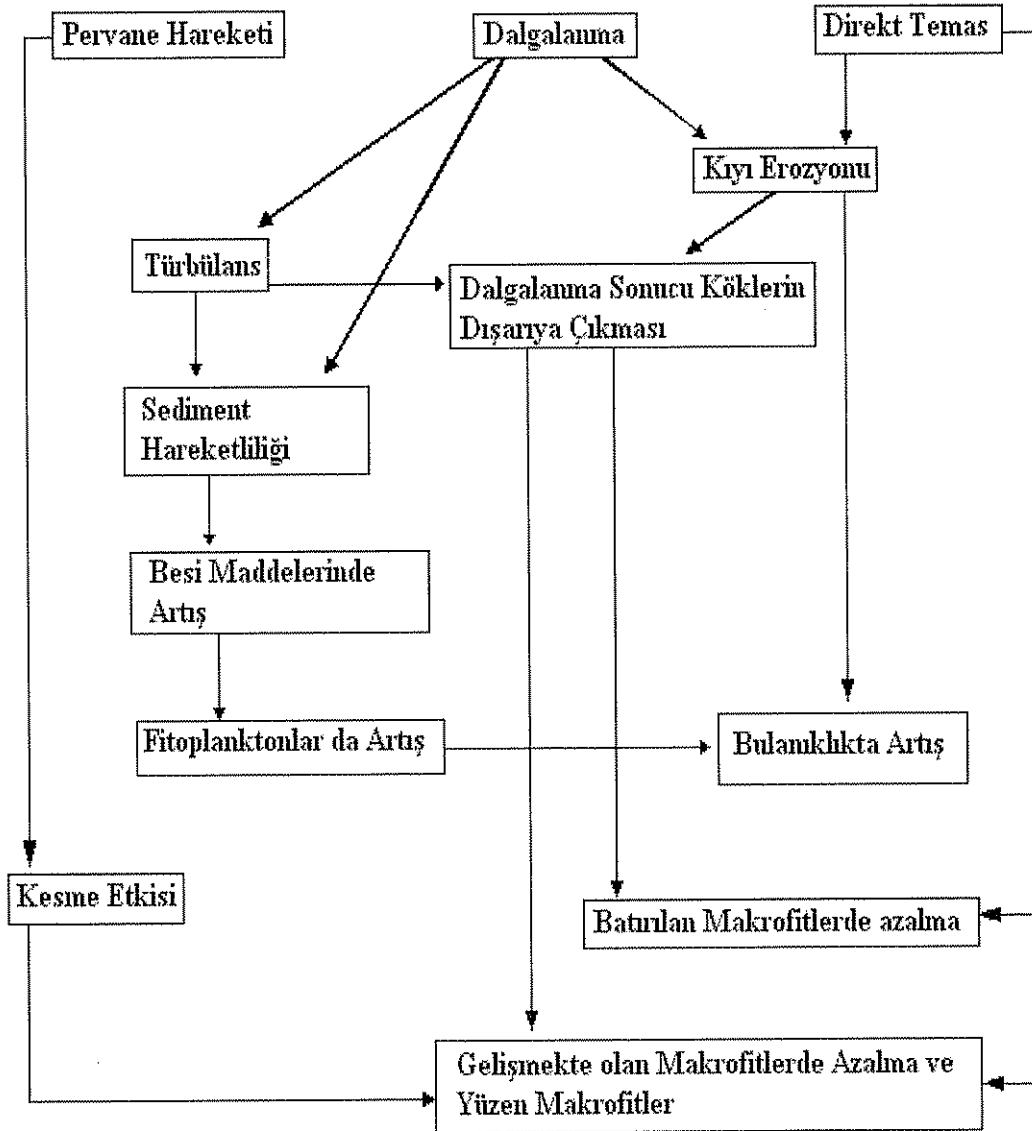 Pervane Hareketi
Dalgalanma
Direkt Temas
Kıyı Erozyonu
Türbülans
Dalgalanma Sonucu Köklerin
Dışarıya Çıkması
Sediment
Hareketliliği
Besi Maddelerinde
Artış
Fitoplanktonlar da Artış
Bulanıklıkta Artış
Kesme Etkisi
Batırılan Makrofitlerde azalma
Gelişmekte olan Makrofitlerde Azalma ve
Yüzen Makrofitler